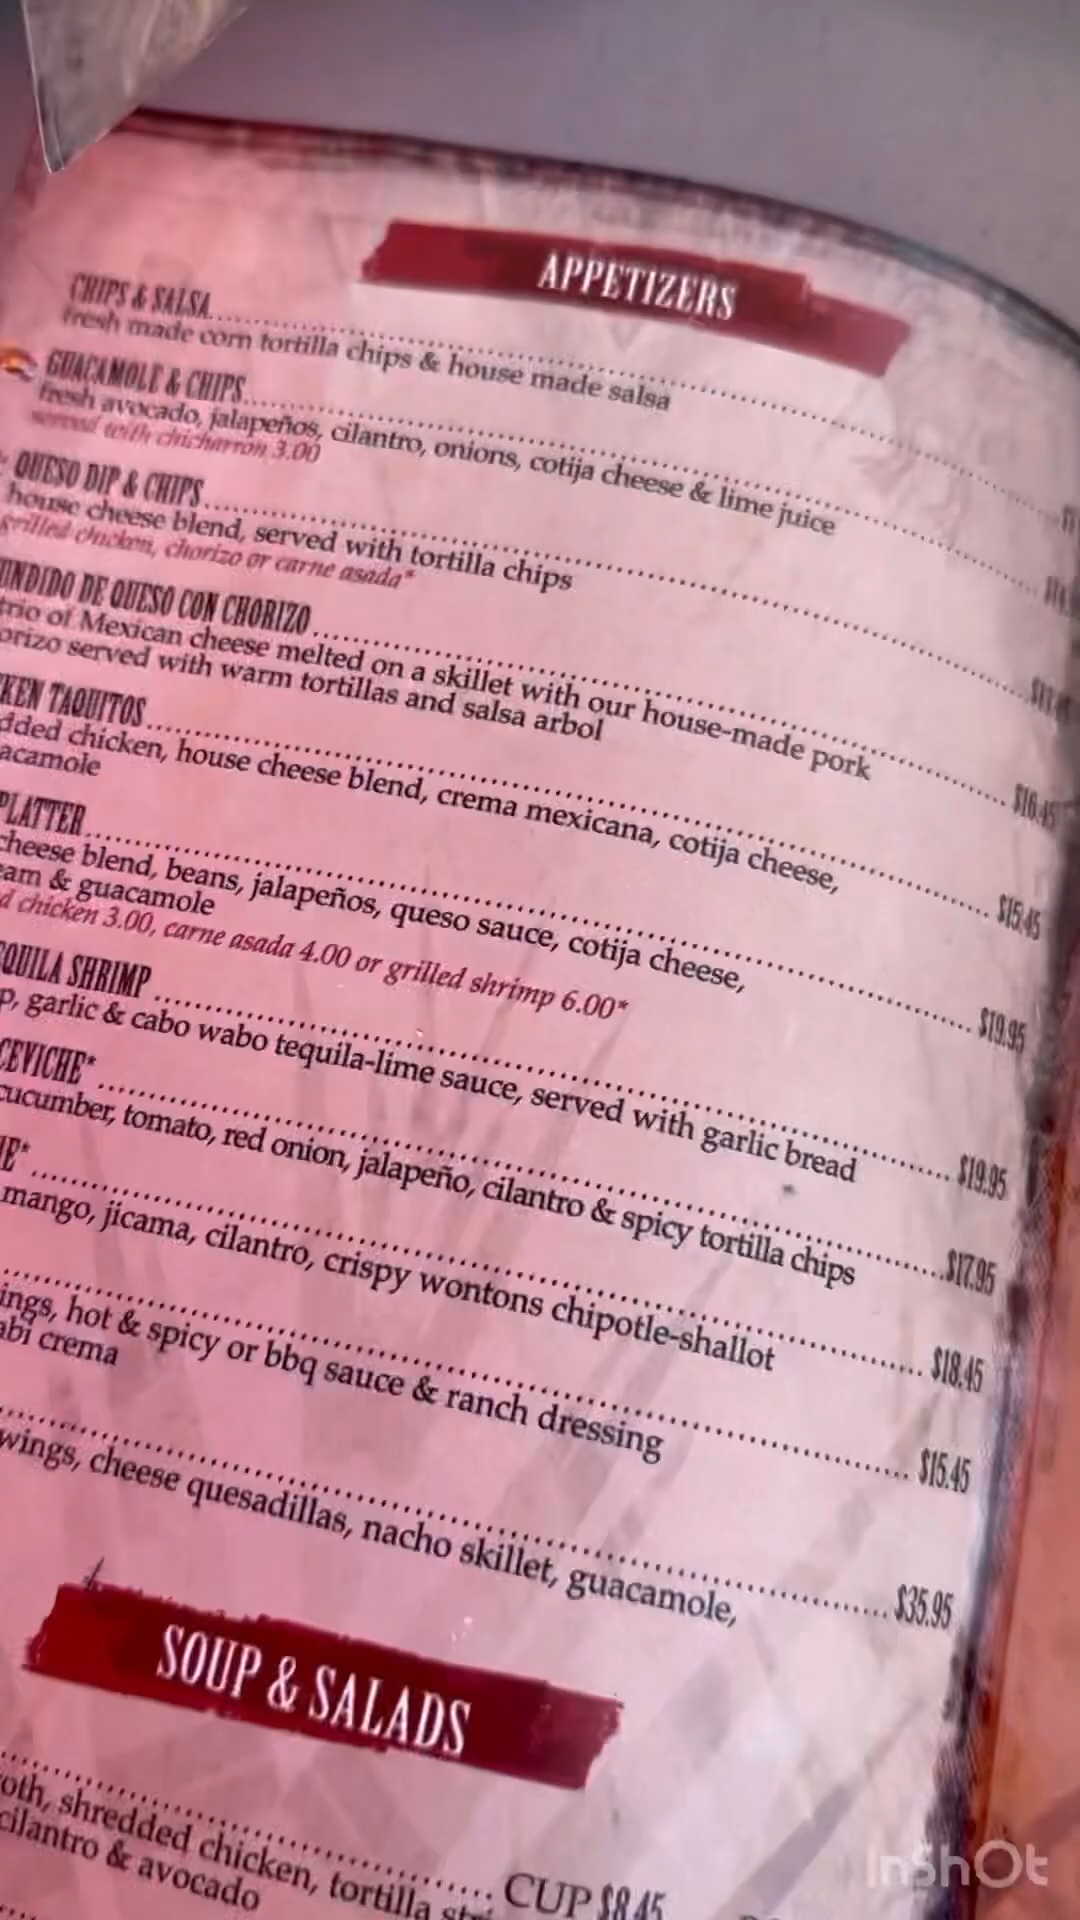 APPETIZERS
CHIPS & SALSA
fresh made corn tortilla chips & house made salsa
GUACAMOLE & CHIPS
fresh avocado, jalapeños, cilantro, onions, cotija cheese & lime juice
served with chicharron 3.00
QUESO DIP & CHIPS
house cheese blend, served with tortilla chips
grilled chicken, chorizo or carne asada*
UNDIDO DE QUESO CON CHORIZO $16.45
trio of Mexican cheese melted on a skillet with our house-made pork
orizo served with warm tortillas and salsa arbol
KEN TAQUITOS $15.45
dded chicken, house cheese blend, crema mexicana, cotija cheese,
acamole
PLATTER $19.95
cheese blend, beans, jalapeños, queso sauce, cotija cheese,
eam & guacamole
d chicken 3.00, carne asada 4.00 or grilled shrimp 6.00*
QUILA SHRIMP $19.95
p, garlic & cabo wabo tequila-lime sauce, served with garlic bread
CEVICHE* $17.95
cucumber, tomato, red onion, jalapeño, cilantro & spicy tortilla chips
HE* $18.45
mango, jicama, cilantro, crispy wontons chipotle-shallot
$15.45
ings, hot & spicy or bbq sauce & ranch dressing
abi crema
$35.95
wings, cheese quesadillas, nacho skillet, guacamole,
SOUP & SALADS
CUP $8.45
oth, shredded chicken, tortilla
cilantro & avocado
InShOt